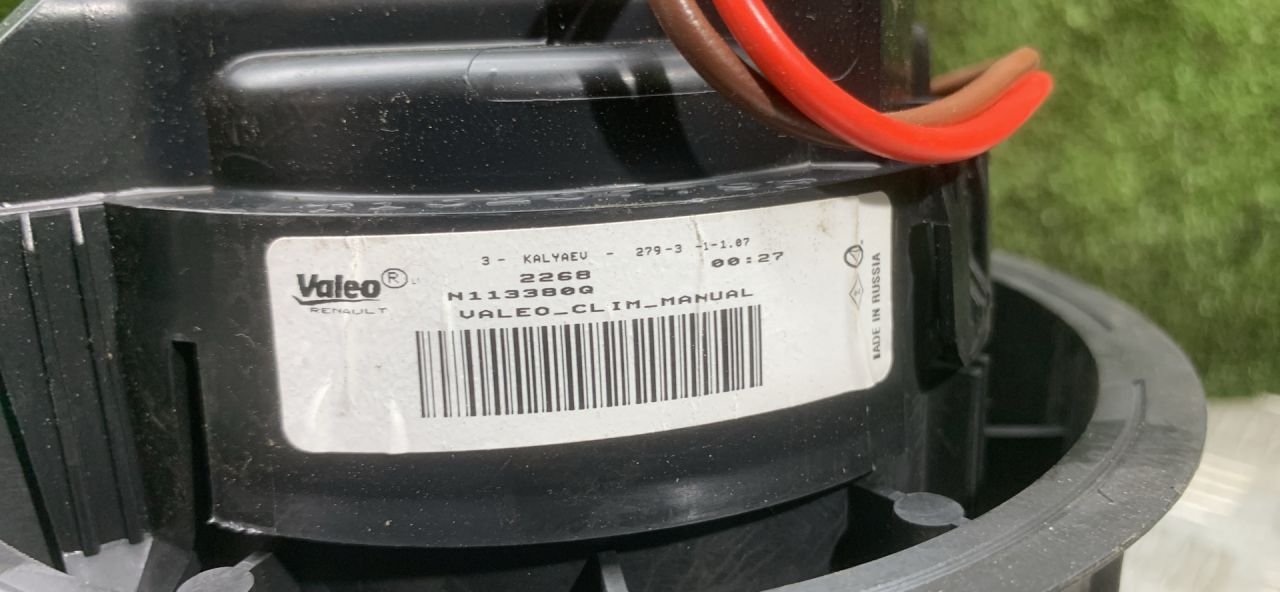 3 - KALYAEV - 279-3 -1-1.07
2268 00:27
Valeo®
N113380Q
RENAULT
VALEO_CLIM_MANUAL
MADE IN RUSSIA